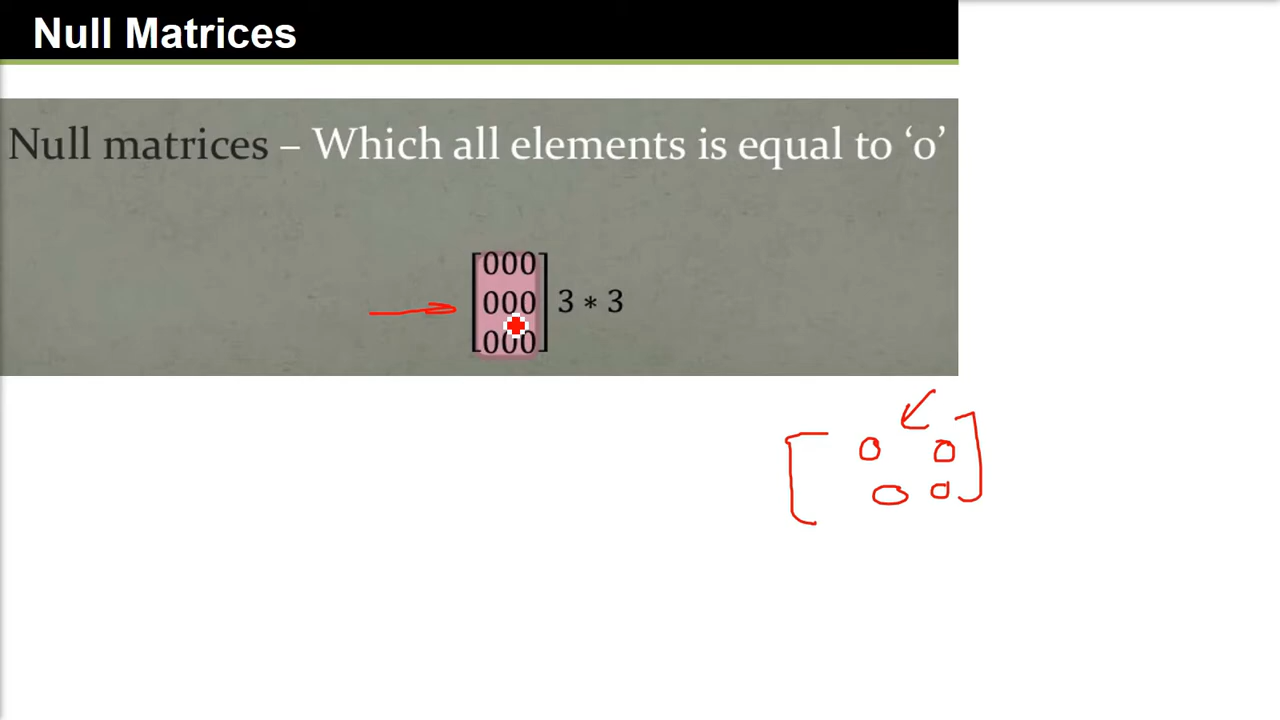 Null Matrices
Null matrices – Which all elements is equal to ‘o’
000
000 3 * 3
000
0 0
0 0